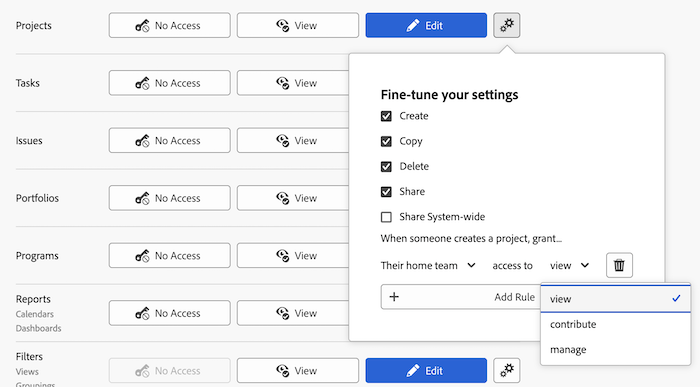 Projects
No Access
View
Edit
Fine-tune your settings
Create
Copy
Delete
Share
Share System-wide
When someone creates a project, grant...
Their home team access to view
Add Rule
view
contribute
manage
Tasks
No Access
View
Issues
No Access
View
Portfolios
No Access
View
Programs
No Access
View
Reports
Calendars
Dashboards
No Access
View
Filters
Views
Groupings
No Access
View
Edit